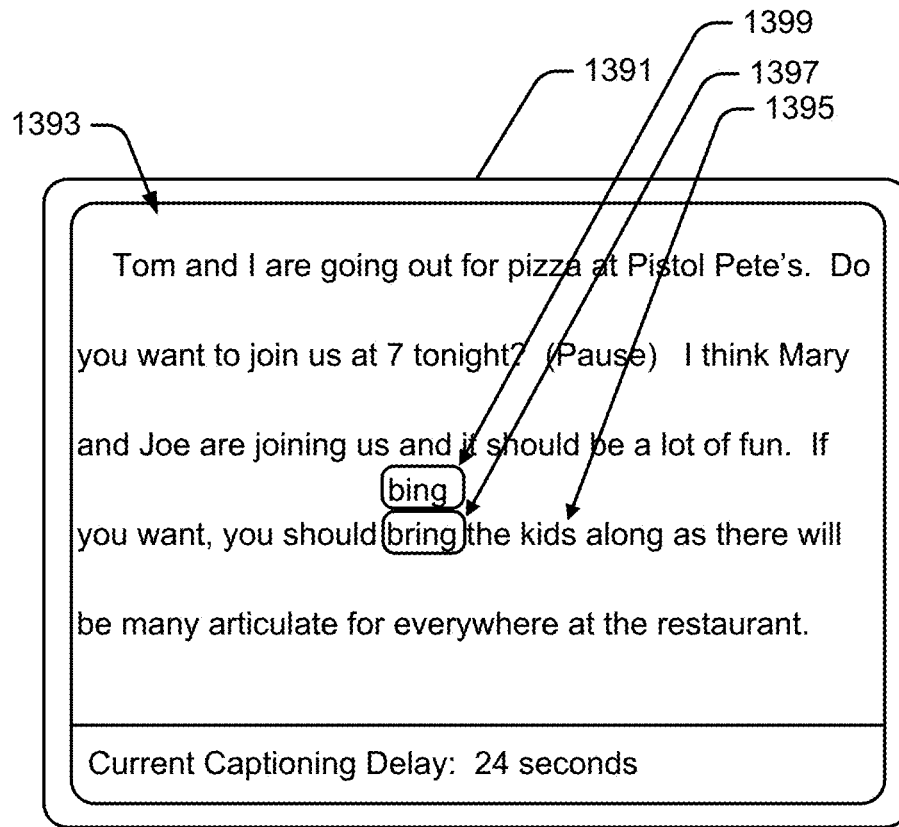 1399
1391
1397
1395
1393
Tom and I are going out for pizza at Pistol Pete's. Do
you want to join us at 7 tonight? (Pause) I think Mary
and Joe are joining us and it should be a lot of fun. If
bing
you want, you should bring the kids along as there will
be many articulate for everywhere at the restaurant.
Current Captioning Delay: 24 seconds